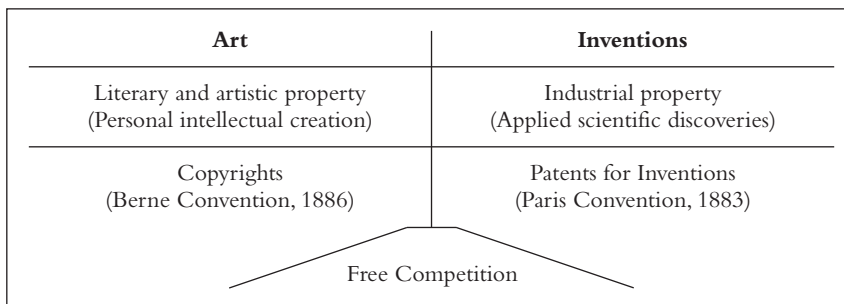 Art
Inventions
Literary and artistic property
(Personal intellectual creation)
Industrial property
(Applied scientific discoveries)
Copyrights
(Berne Convention, 1886)
Patents for Inventions
(Paris Convention, 1883)
Free Competition